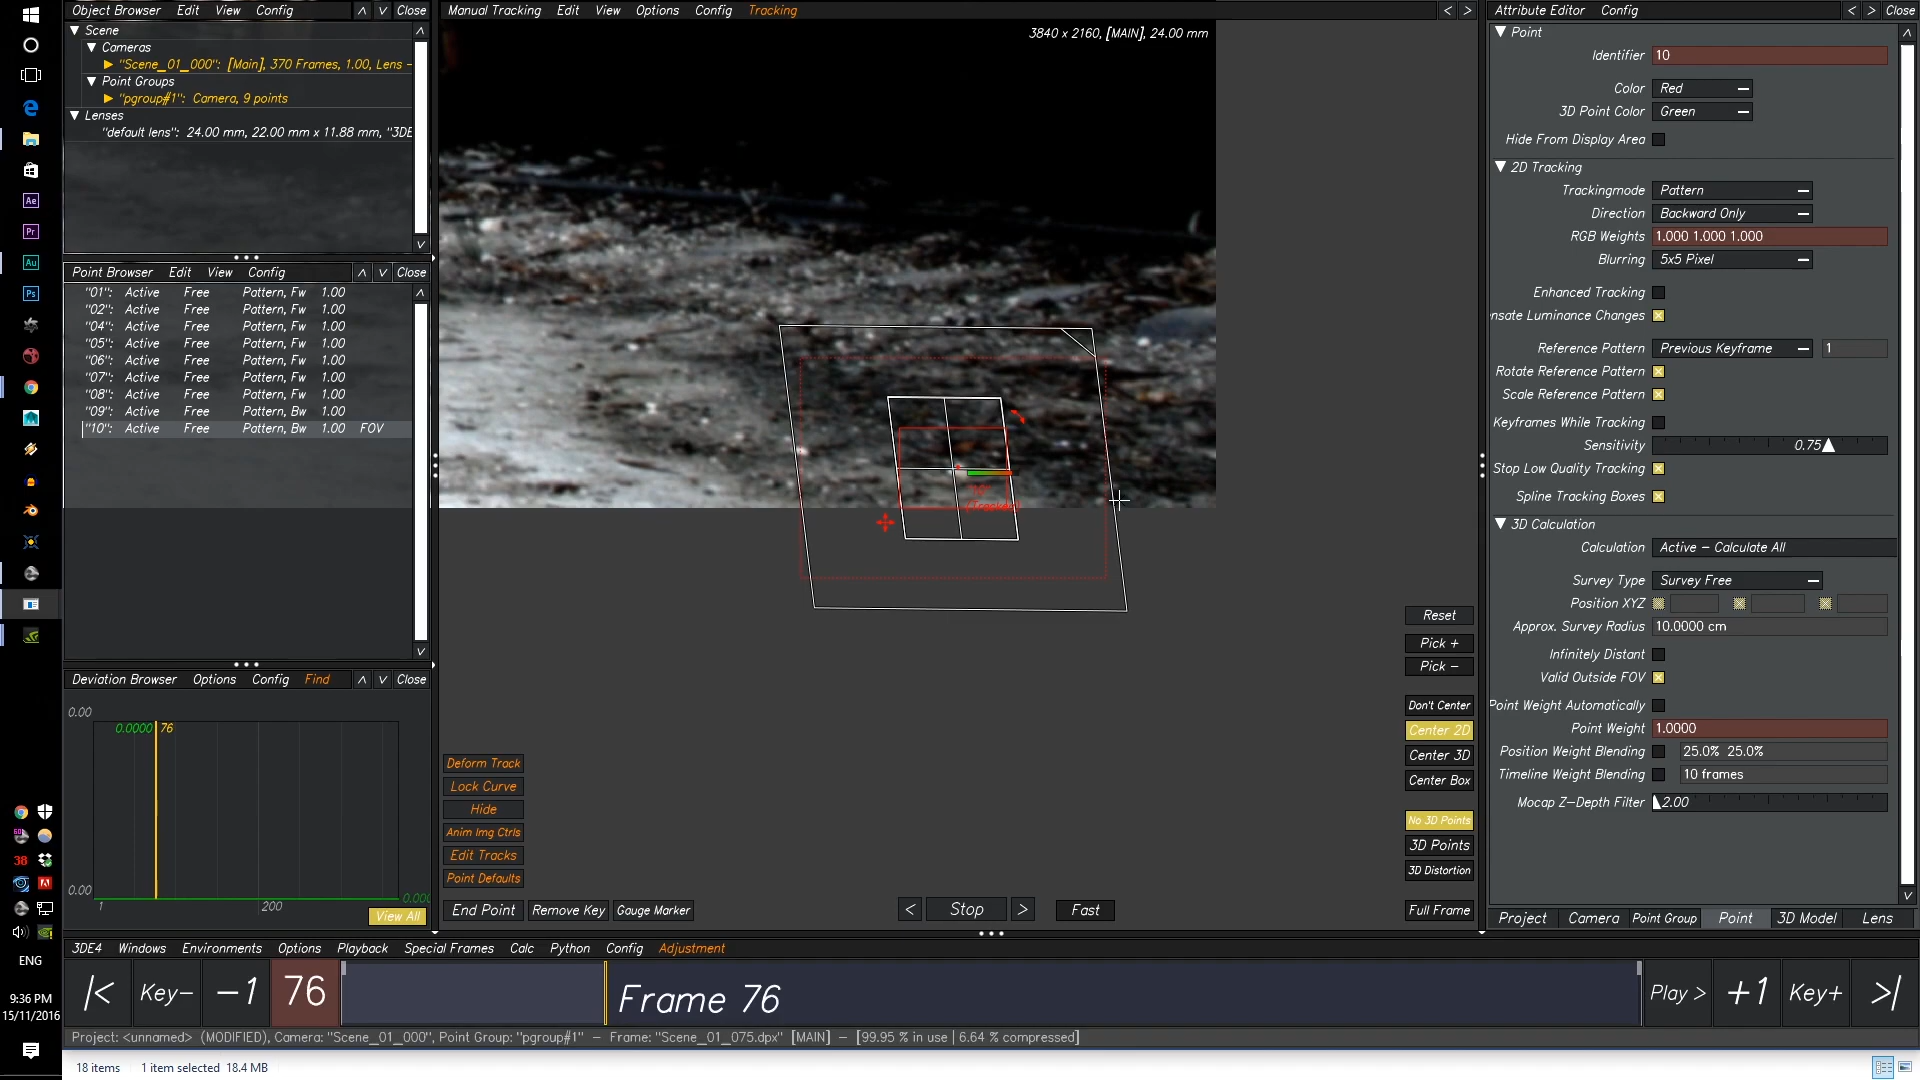 Object Browser Edit View Config Close
Scene
Cameras
"Scene_01_000": [Main], 370 Frames, 1.00, Lens -
Point Groups
"pgroup#1": Camera, 9 points
Lenses
"default lens": 24.00 mm, 22.00 mm x 11.88 mm, "3DE
Point Browser Edit View Config Close
"01": Active Free Pattern, Fw 1.00
"02": Active Free Pattern, Fw 1.00
"04": Active Free Pattern, Fw 1.00
"05": Active Free Pattern, Fw 1.00
"06": Active Free Pattern, Fw 1.00
"07": Active Free Pattern, Fw 1.00
"08": Active Free Pattern, Fw 1.00
"09": Active Free Pattern, Bw 1.00
"10": Active Free Pattern, Bw 1.00 FOV
Deviation Browser Options Config Find Close
0.00
0.0000 76
0.00
0.000
1 200
View All
Manual Tracking Edit View Options Config Tracking
3840 x 2160, [MAIN], 24.00 mm
Reset
Pick +
Pick -
Don't Center
Center 2D
Center 3D
Center Box
No 3D Points
3D Points
3D Distortion
Full Frame
Deform Track
Lock Curve
Hide
Anim Img Ctrls
Edit Tracks
Point Defaults
End Point Remove Key Gauge Marker < Stop > Fast
Attribute Editor Config < > Close
Point
Identifier 10
Color Red
3D Point Color Green
Hide From Display Area
2D Tracking
Trackingmode Pattern
Direction Backward Only
RGB Weights 1.000 1.000 1.000
Blurring 5x5 Pixel
Enhanced Tracking
nsate Luminance Changes
Reference Pattern Previous Keyframe 1
Rotate Reference Pattern
Scale Reference Pattern
Keyframes While Tracking
Sensitivity 0.75
Stop Low Quality Tracking
Spline Tracking Boxes
3D Calculation
Calculation Active - Calculate All
Survey Type Survey Free
Position XYZ
Approx. Survey Radius 10.0000 cm
Infinitely Distant
Valid Outside FOV
Point Weight Automatically
Point Weight 1.0000
Position Weight Blending 25.0% 25.0%
Timeline Weight Blending 10 frames
Mocap Z-Depth Filter 2.00
Project Camera Point Group Point 3D Model Lens
3DE4 Windows Environments Options Playback Special Frames Calc Python Config Adjustment
|< Key- -1 76 Frame 76 Play > +1 Key+ >|
Project: <unnamed> (MODIFIED), Camera: "Scene_01_000", Point Group: "pgroup#1" - Frame: "Scene_01_075.dpx" [MAIN] - [99.95 % in use | 6.64 % compressed]
18 items 1 item selected 18.4 MB
Ae
Pr
Au
Ps
38
ENG
9:36 PM
15/11/2016